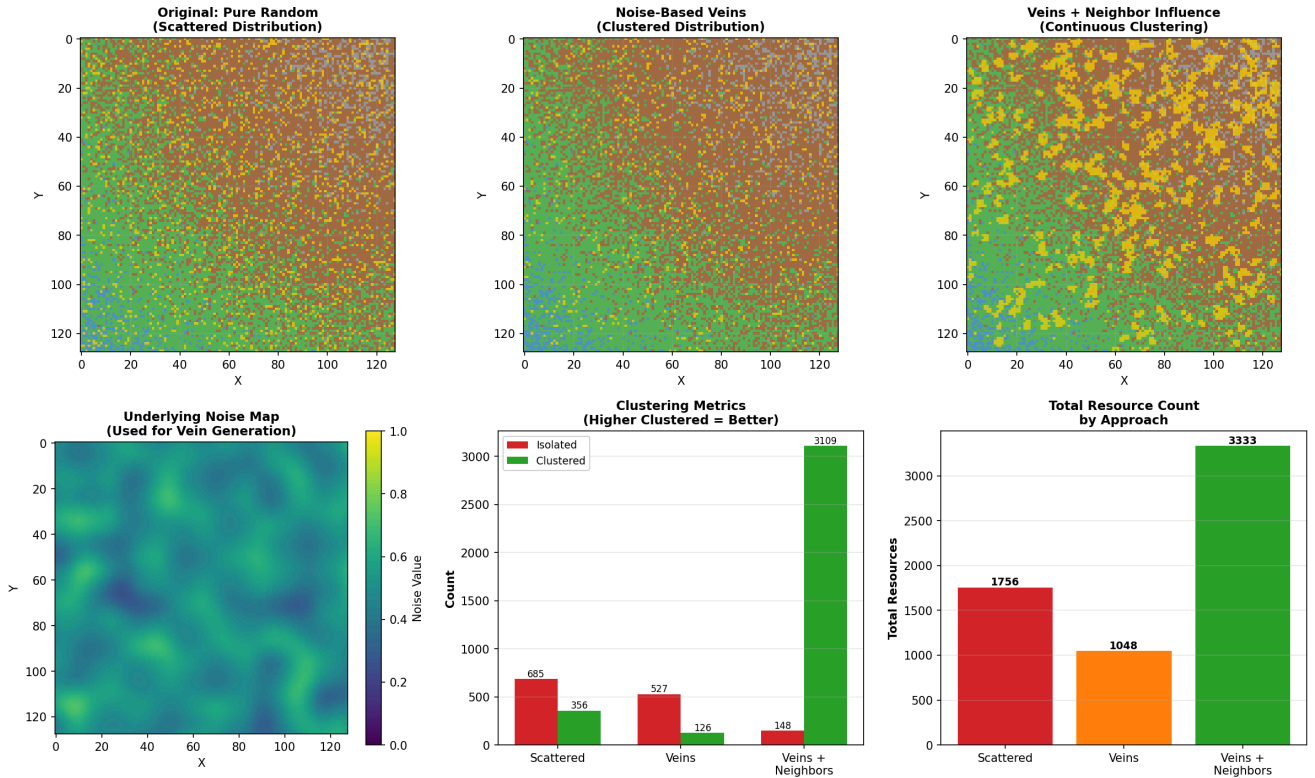 Original: Pure Random
(Scattered Distribution)
0
20
40
60
80
100
120
Y
0 20 40 60 80 100 120
X
Noise-Based Veins
(Clustered Distribution)
0
20
40
60
80
100
120
Y
0 20 40 60 80 100 120
X
Veins + Neighbor Influence
(Continuous Clustering)
0
20
40
60
80
100
120
Y
0 20 40 60 80 100 120
X
Underlying Noise Map
(Used for Vein Generation)
0
20
40
60
80
100
120
Y
0 20 40 60 80 100 120
X
1.0
0.8
0.6
0.4
0.2
0.0
Noise Value
Clustering Metrics
(Higher Clustered = Better)
Isolated
Clustered
3000
2500
2000
1500
1000
500
0
Count
685
356
527
126
148
3109
Scattered
Veins
Veins +
Neighbors
Total Resource Count
by Approach
3000
2500
2000
1500
1000
500
0
Total Resources
1756
1048
3333
Scattered
Veins
Veins +
Neighbors